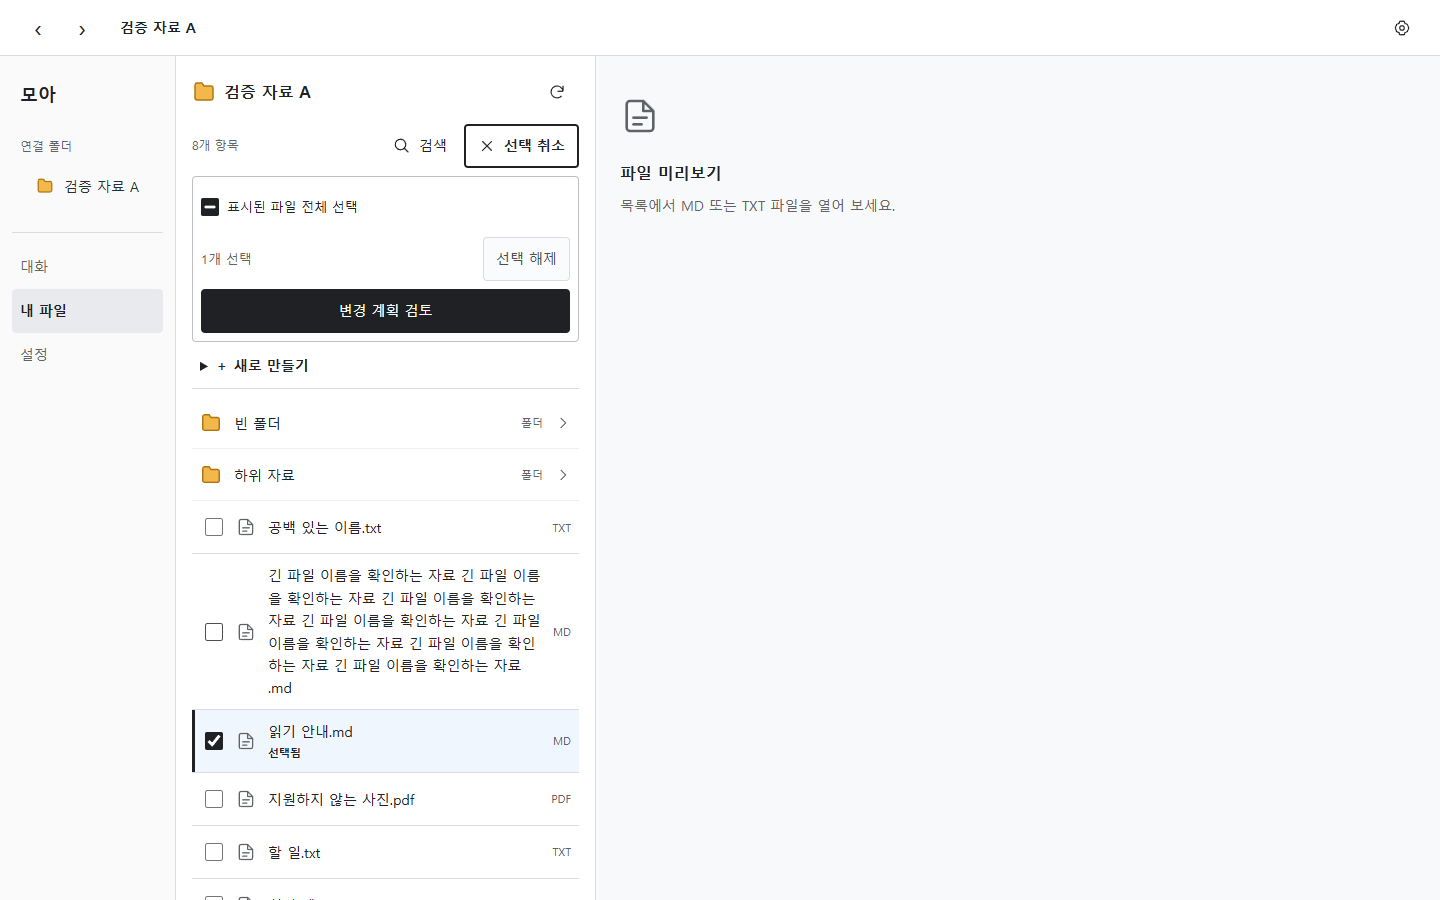 검증 자료 A
모아
연결 폴더
검증 자료 A
대화
내 파일
설정
검증 자료 A
8개 항목
검색
선택 취소
표시된 파일 전체 선택
1개 선택
선택 해제
변경 계획 검토
+ 새로 만들기
빈 폴더
폴더
하위 자료
폴더
공백 있는 이름.txt
TXT
긴 파일 이름을 확인하는 자료 긴 파일 이름
을 확인하는 자료 긴 파일 이름을 확인하는
자료 긴 파일 이름을 확인하는 자료 긴 파일
이름을 확인하는 자료 긴 파일 이름을 확인
하는 자료 긴 파일 이름을 확인하는 자료
.md
MD
읽기 안내.md
선택됨
MD
지원하지 않는 사진.pdf
PDF
할 일.txt
TXT
파일 미리보기
목록에서 MD 또는 TXT 파일을 열어 보세요.